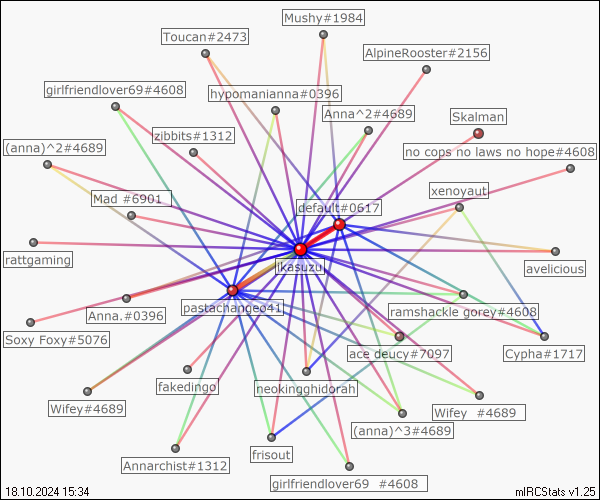 Mushy#1984
Toucan#2473
AlpineRooster#2156
girlfriendlover69#4608
hypomanianna#0396
Anna^2#4689
Skalman
zibbits#1312
(anna)^2#4689
no cops no laws no hope#4608
Mad #6901
xenoyaut
default#0617
rattgaming
ikasuzu
avelicious
pastachangeo41
Anna.#0396
ramshackle gorey#4608
Soxy Foxy#5076
ace deucy#7097
Cypha#1717
fakedingo
neokingghidorah
Wifey#4689
Wifey #4689
(anna)^3#4689
frisout
Annarchist#1312
girlfriendlover69 #4608
18.10.2024 15:34
mIRCStats v1.25